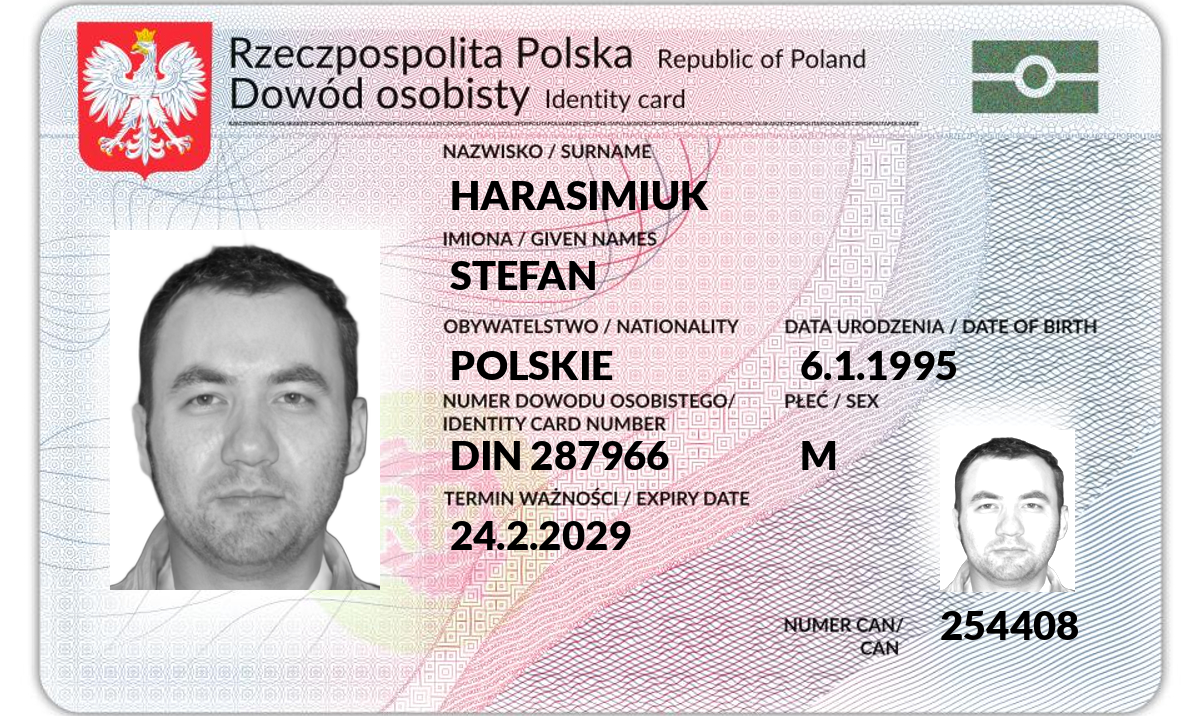 Rzeczpospolita Polska Republic of Poland
Dowód osobisty Identity card
NAZWISKO / SURNAME
HARASIMIUK
IMIONA / GIVEN NAMES
STEFAN
OBYWATELSTWO / NATIONALITY DATA URODZENIA / DATE OF BIRTH
POLSKIE 6.1.1995
NUMER DOWODU OSOBISTEGO/ PŁEĆ / SEX
IDENTITY CARD NUMBER
DIN 287966 M
TERMIN WAŻNOŚCI / EXPIRY DATE
24.2.2029
NUMER CAN/ 254408
CAN